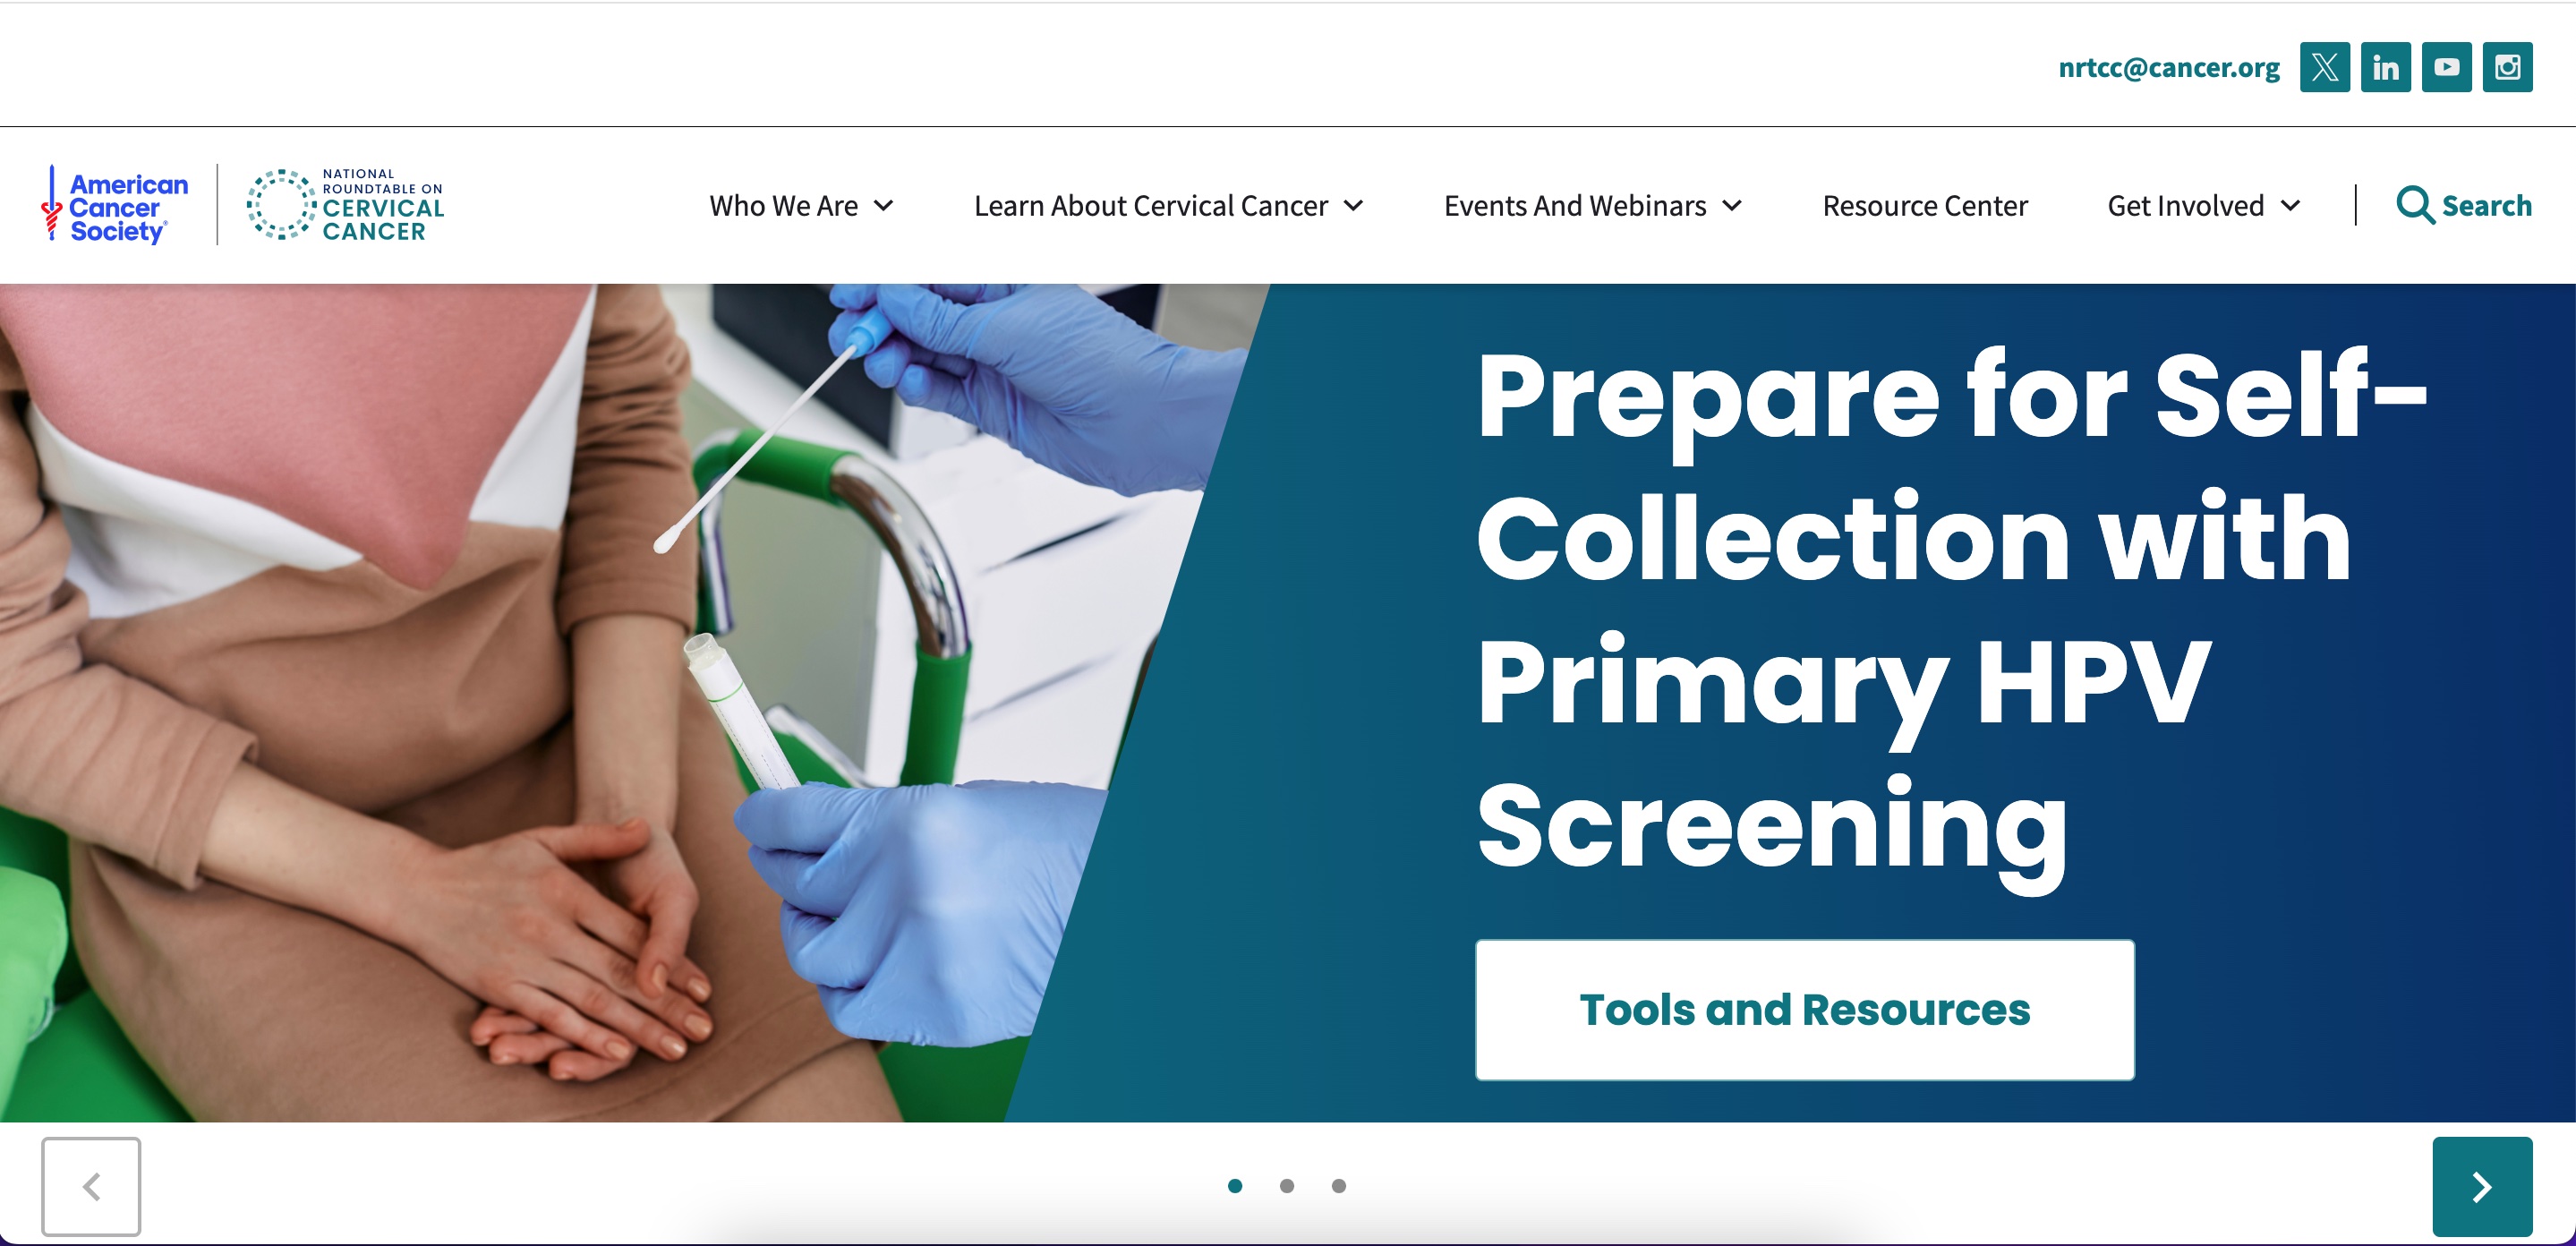 nrtcc@cancer.org
American
Cancer
Society®
NATIONAL
ROUNDTABLE ON
CERVICAL
CANCER
Who We Are
Learn About Cervical Cancer
Events And Webinars
Resource Center
Get Involved
Search
Prepare for Self-
Collection with
Primary HPV
Screening
Tools and Resources